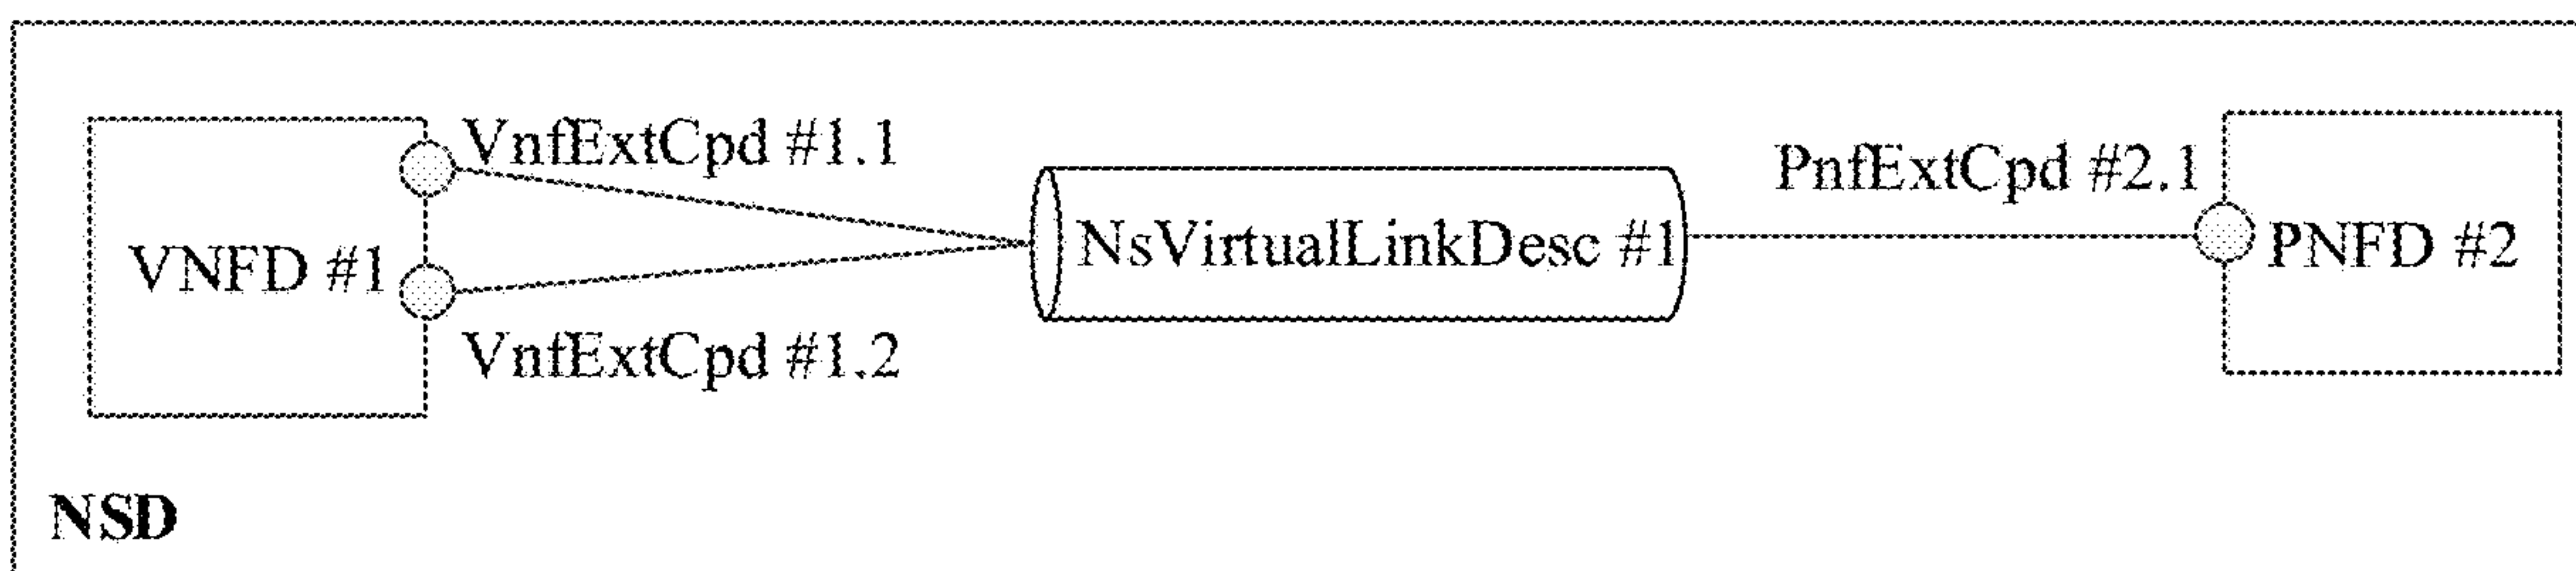 VnfExtCpd #1.1
PnfExtCpd #2.1
VNFD #1
NsVirtualLinkDesc #1
PNFD #2
VnfExtCpd #1.2
NSD